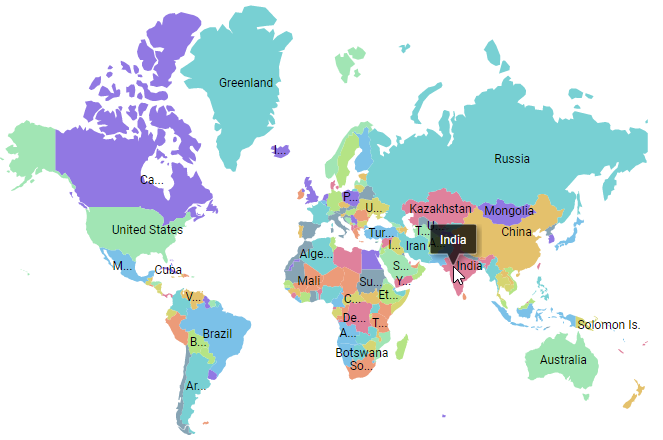 Greenland
I...
Russia
Ca...
P...
Kazakhstan
U...
Mongolia
United States
Tur...
T...
U...
China
India
I...
Iran
A...
Alge...
M...
Cuba
S...
India
Mali
Su...
Y...
V...
C...
Et...
De...
T...
Solomon Is.
Brazil
A...
B...
Botswana
Australia
So...
Ar...